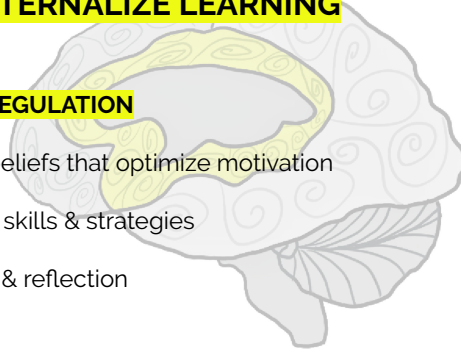 TERNALIZE LEARNING
EGULATION
eliefs that optimize motivation
skills & strategies
& reflection